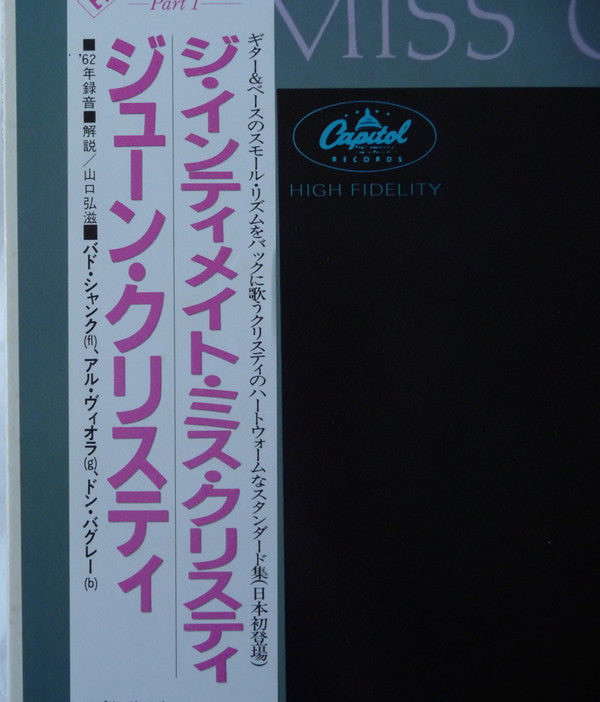 Part 1
MISS C
ギター&ベースのスモール・リズムをバックに歌うクリスティのハートウォームなスタンダード集(日本初登場)
ジ・インティメイト・ミス・クリスティ
ジューン・クリスティ
■'62年録音■解説/山口弘滋■バド・シャンク(fl)、アル・ヴィオラ(g)、ドン・バグレー(b)
Capitol
RECORDS
HIGH FIDELITY